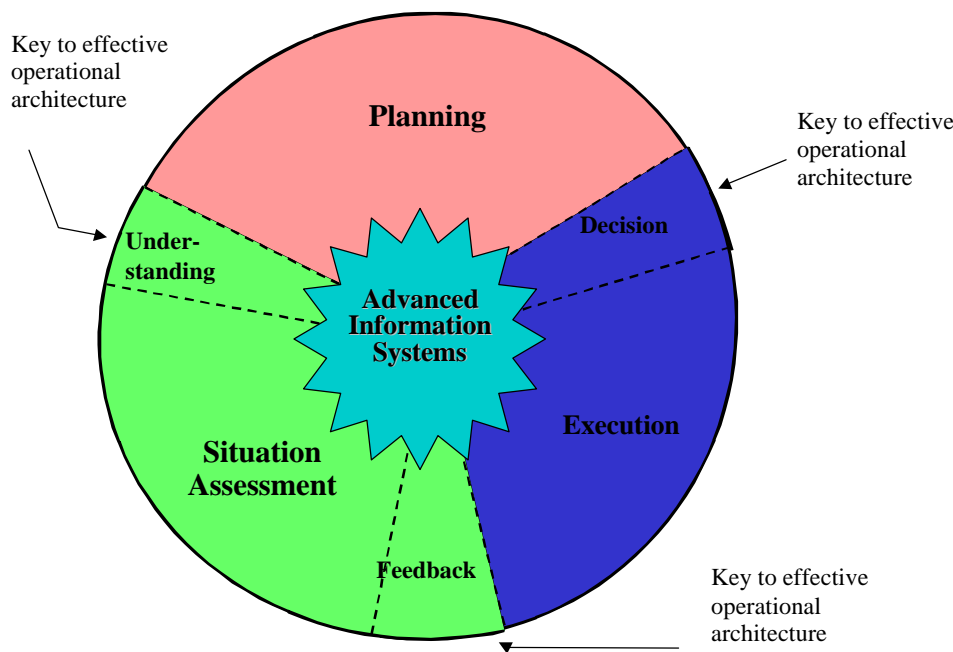 Key to effective
operational
architecture
Planning
Key to effective
operational
architecture
Decision
Under-
standing
Advanced
Information
Systems
Execution
Situation
Assessment
Feedback
Key to effective
operational
architecture